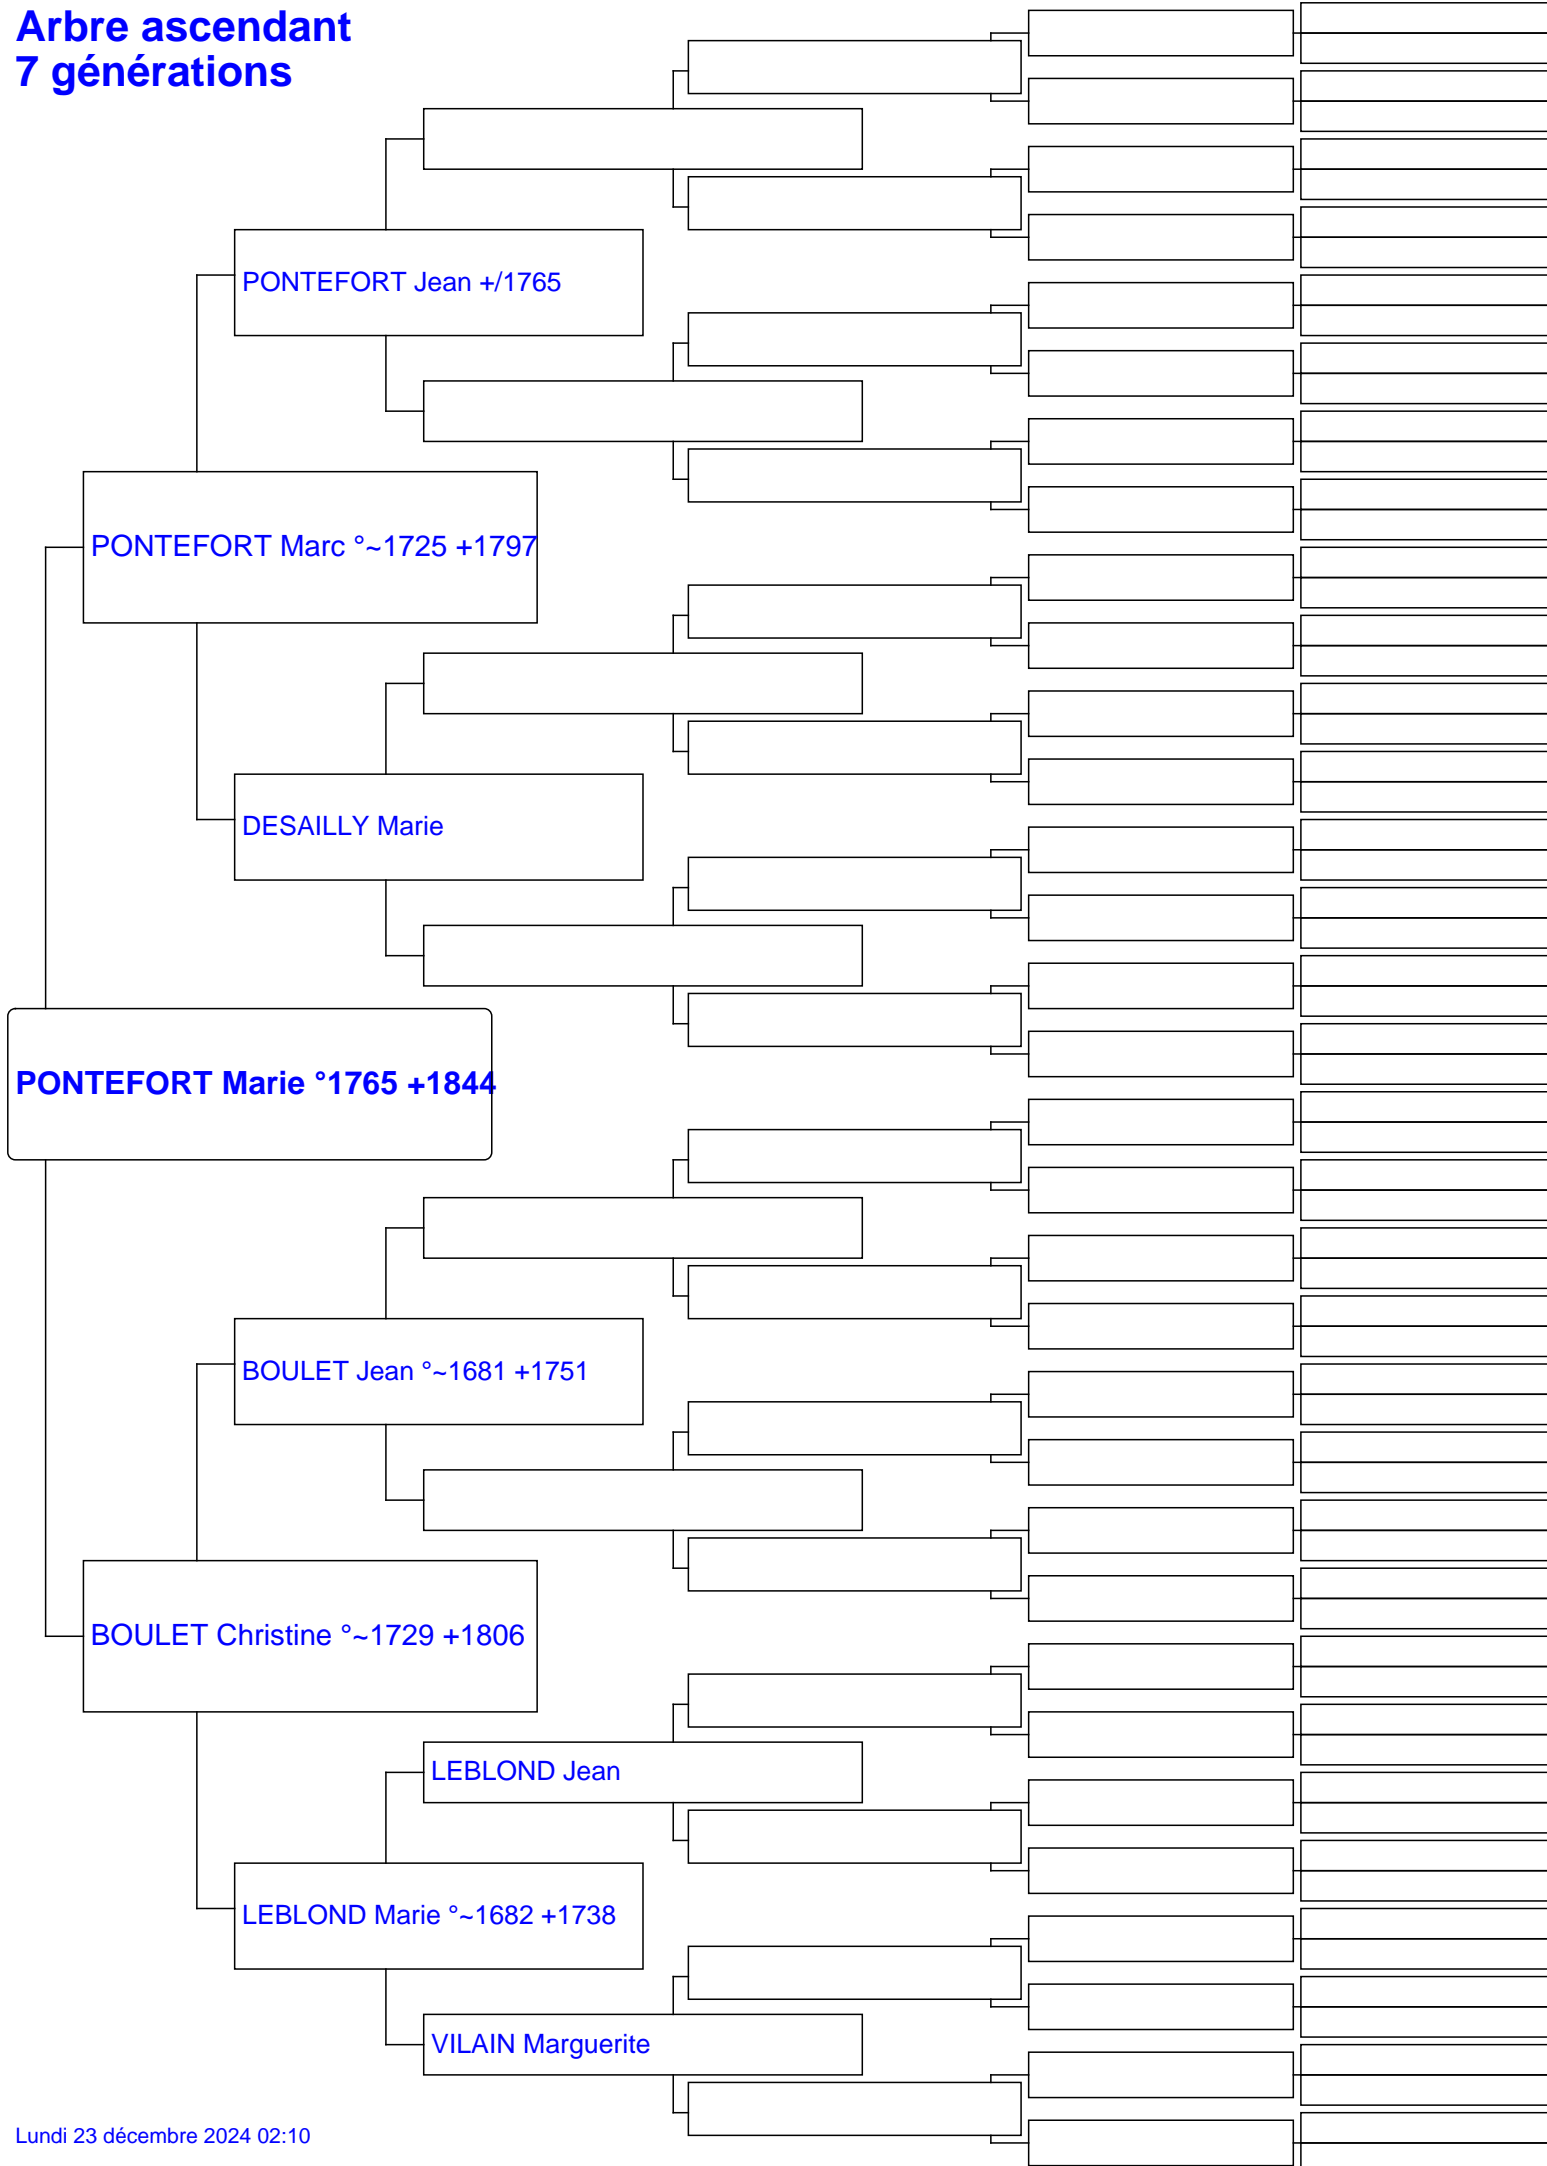 Arbre ascendant
7 générations
PONTEFORT Jean +/1765
PONTEFORT Marc °~1725 +1797
DESAILLY Marie
PONTEFORT Marie °1765 +1844
BOULET Jean °~1681 +1751
BOULET Christine °~1729 +1806
LEBLOND Jean
LEBLOND Marie °~1682 +1738
VILAIN Marguerite
Lundi 23 décembre 2024 02:10